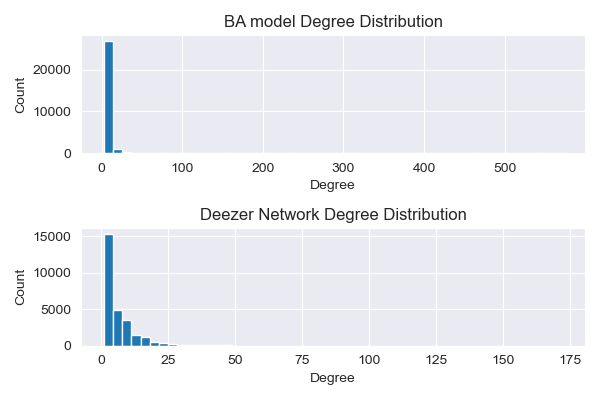 BA model Degree Distribution
20000
10000
0
Count
0 100 200 300 400 500
Degree
Deezer Network Degree Distribution
15000
10000
5000
0
Count
0 25 50 75 100 125 150 175
Degree